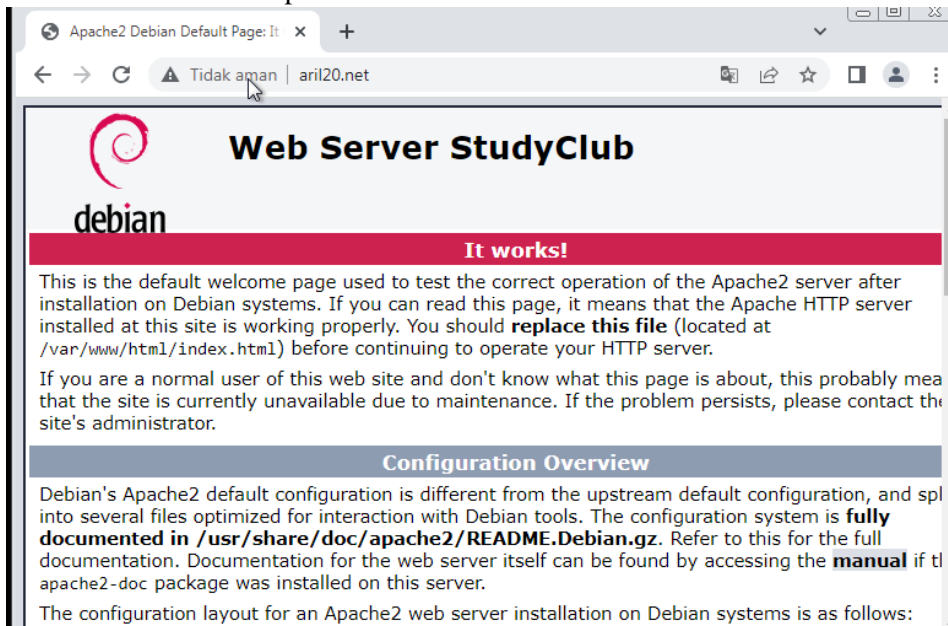 Apache2 Debian Default Page: It
Tidak aman | aril20.net
Web Server StudyClub
debian
It works!
This is the default welcome page used to test the correct operation of the Apache2 server after
installation on Debian systems. If you can read this page, it means that the Apache HTTP server
installed at this site is working properly. You should replace this file (located at
/var/www/html/index.html) before continuing to operate your HTTP server.
If you are a normal user of this web site and don't know what this page is about, this probably mea
that the site is currently unavailable due to maintenance. If the problem persists, please contact the
site's administrator.
Configuration Overview
Debian's Apache2 default configuration is different from the upstream default configuration, and spl
into several files optimized for interaction with Debian tools. The configuration system is fully
documented in /usr/share/doc/apache2/README.Debian.gz. Refer to this for the full
documentation. Documentation for the web server itself can be found by accessing the manual if
apache2-doc package was installed on this server.
The configuration layout for an Apache2 web server installation on Debian systems is as follows: